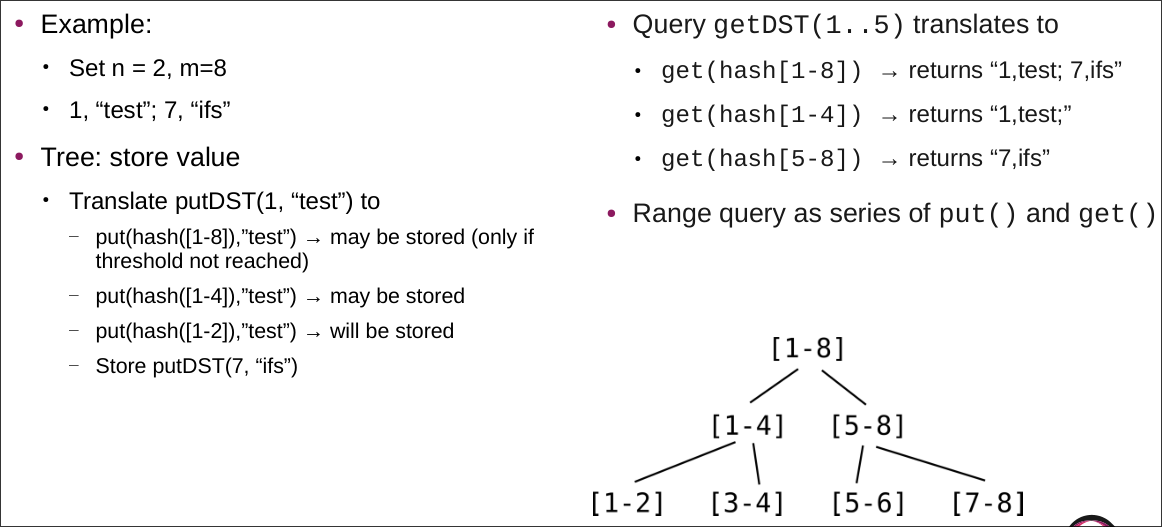 Example:
Set n = 2, m=8
1, “test”; 7, “ifs”
Tree: store value
Translate putDST(1, “test”) to
put(hash([1-8]),”test”) → may be stored (only if
threshold not reached)
put(hash([1-4]),”test”) → may be stored
put(hash([1-2]),”test”) → will be stored
Store putDST(7, “ifs”)
Query getDST(1..5) translates to
get(hash[1-8]) → returns “1,test; 7,ifs”
get(hash[1-4]) → returns “1,test;”
get(hash[5-8]) → returns “7,ifs”
Range query as series of put() and get()
[1-8]
[1-4] [5-8]
[1-2] [3-4] [5-6] [7-8]